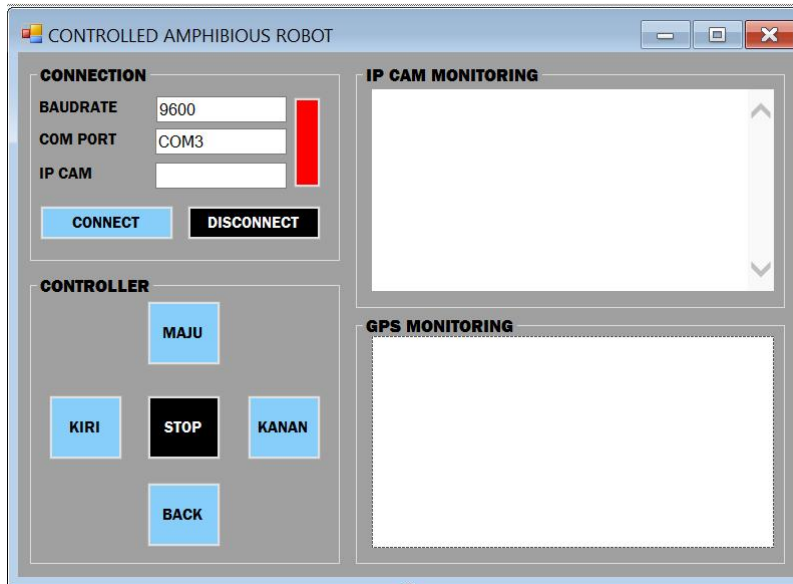 CONTROLLED AMPHIBIOUS ROBOT
CONNECTION
BAUDRATE 9600
COM PORT COM3
IP CAM
CONNECT DISCONNECT
CONTROLLER
MAJU
KIRI STOP KANAN
BACK
IP CAM MONITORING
GPS MONITORING